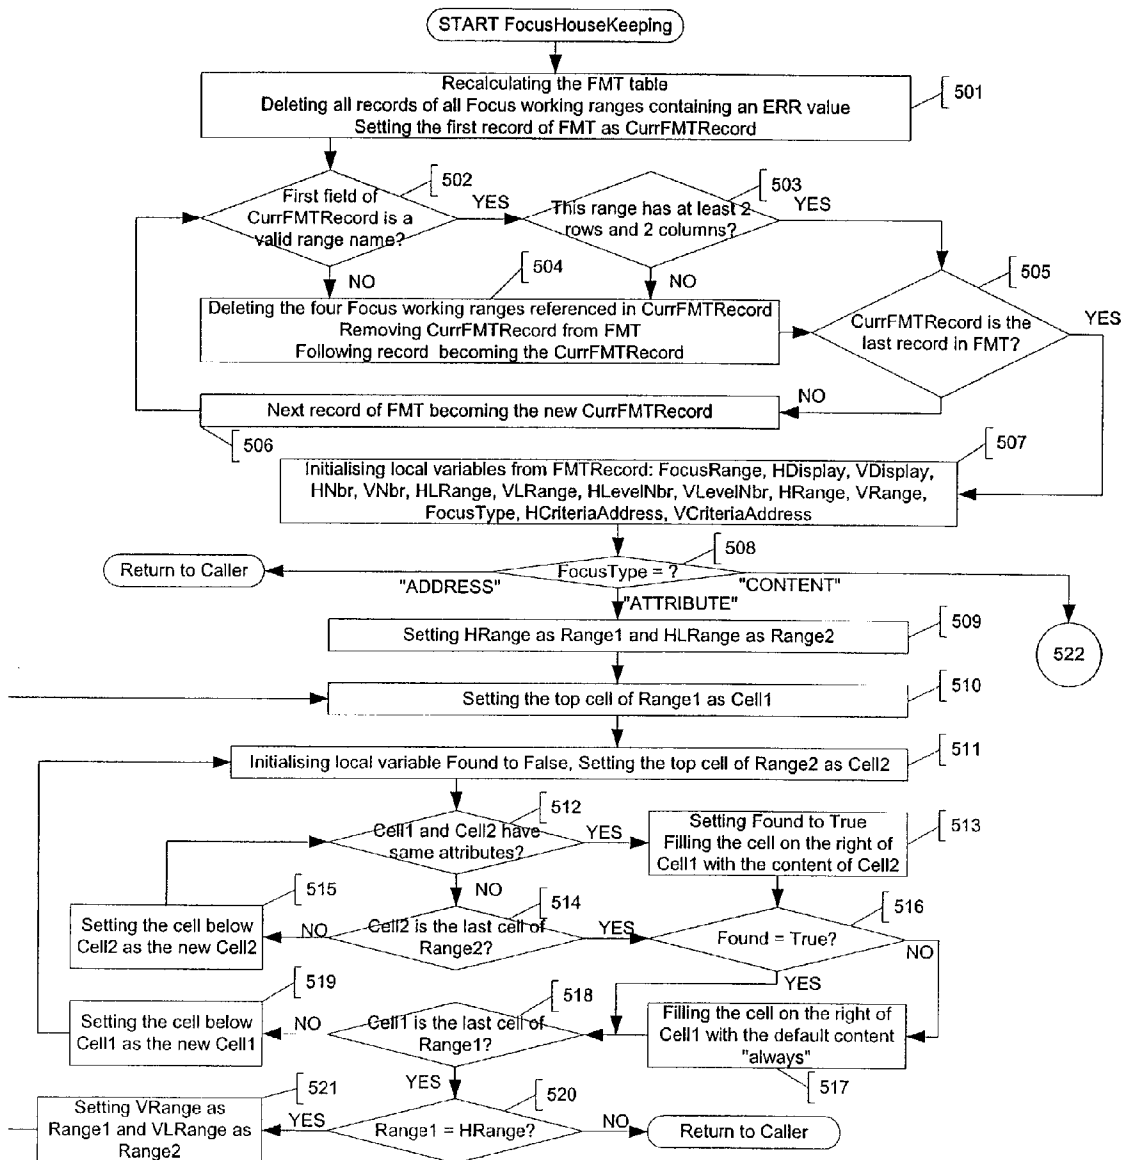 START FocusHouseKeeping
Recalculating the FMT table
Deleting all records of all Focus working ranges containing an ERR value
Setting the first record of FMT as CurrFMTRecord
501
First field of
CurrFMTRecord is a
valid range name?
502
YES
This range has at least 2
rows and 2 columns?
503
YES
NO
504
NO
505
Deleting the four Focus working ranges referenced in CurrFMTRecord
Removing CurrFMTRecord from FMT
Following record becoming the CurrFMTRecord
CurrFMTRecord is the
last record in FMT?
YES
NO
Next record of FMT becoming the new CurrFMTRecord
506
507
Initialising local variables from FMTRecord: FocusRange, HDisplay, VDisplay,
HNbr, VNbr, HLRange, VLRange, HLevelNbr, VLevelNbr, HRange, VRange,
FocusType, HCriteriaAddress, VCriteriaAddress
508
Return to Caller
FocusType = ?
"ADDRESS"
"CONTENT"
"ATTRIBUTE"
Setting HRange as Range1 and HLRange as Range2
509
522
Setting the top cell of Range1 as Cell1
510
Initialising local variable Found to False, Setting the top cell of Range2 as Cell2
511
512
Cell1 and Cell2 have
same attributes?
YES
Setting Found to True
Filling the cell on the right of
Cell1 with the content of Cell2
513
515
NO
514
516
Setting the cell below
Cell2 as the new Cell2
NO
Cell2 is the last cell of
Range2?
YES
Found = True?
NO
519
YES
518
Setting the cell below
Cell1 as the new Cell1
NO
Cell1 is the last cell of
Range1?
Filling the cell on the right of
Cell1 with the default content
"always"
517
YES
521
520
Setting VRange as
Range1 and VLRange as
Range2
YES
Range1 = HRange?
NO
Return to Caller